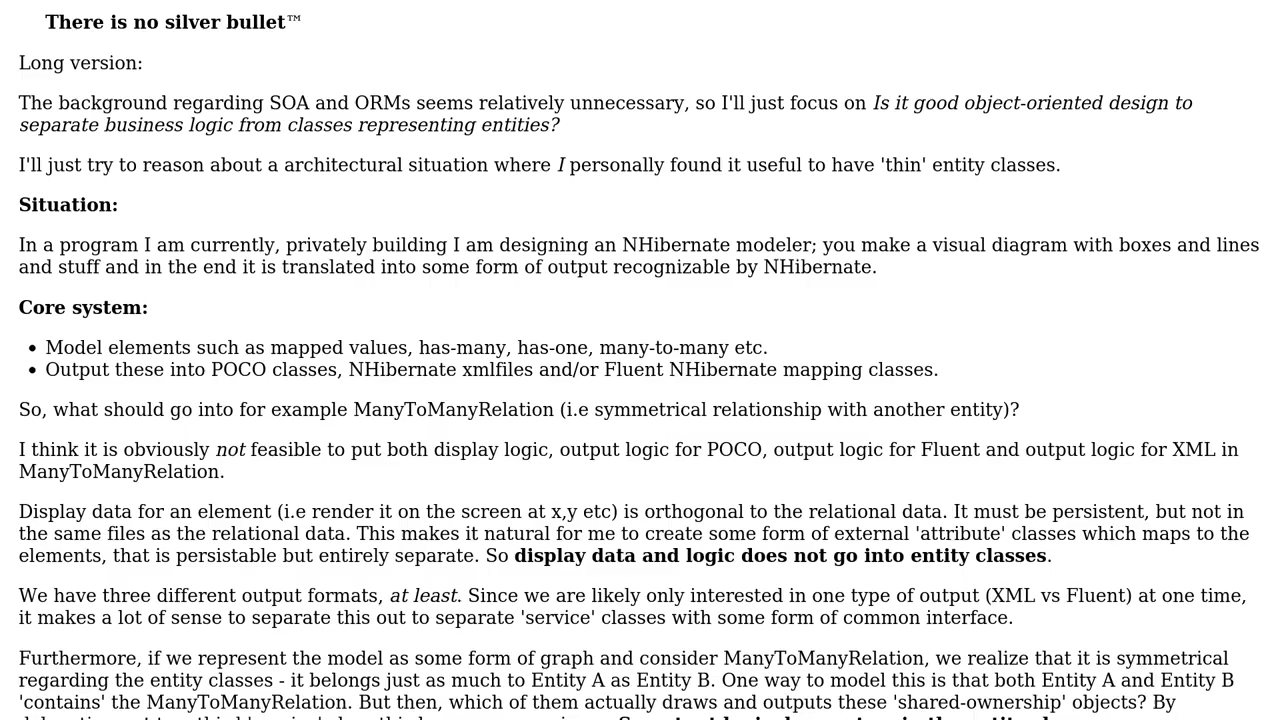 There is no silver bullet™
Long version:
The background regarding SOA and ORMs seems relatively unnecessary, so I'll just focus on Is it good object-oriented design to
separate business logic from classes representing entities?
I'll just try to reason about a architectural situation where I personally found it useful to have 'thin' entity classes.
Situation:
In a program I am currently, privately building I am designing an NHibernate modeler; you make a visual diagram with boxes and lines
and stuff and in the end it is translated into some form of output recognizable by NHibernate.
Core system:
• Model elements such as mapped values, has-many, has-one, many-to-many etc.
• Output these into POCO classes, NHibernate xmlfiles and/or Fluent NHibernate mapping classes.
So, what should go into for example ManyToManyRelation (i.e symmetrical relationship with another entity)?
I think it is obviously not feasible to put both display logic, output logic for POCO, output logic for Fluent and output logic for XML in
ManyToManyRelation.
Display data for an element (i.e render it on the screen at x,y etc) is orthogonal to the relational data. It must be persistent, but not in
the same files as the relational data. This makes it natural for me to create some form of external 'attribute' classes which maps to the
elements, that is persistable but entirely separate. So display data and logic does not go into entity classes.
We have three different output formats, at least. Since we are likely only interested in one type of output (XML vs Fluent) at one time,
it makes a lot of sense to separate this out to separate 'service' classes with some form of common interface.
Furthermore, if we represent the model as some form of graph and consider ManyToManyRelation, we realize that it is symmetrical
regarding the entity classes - it belongs just as much to Entity A as Entity B. One way to model this is that both Entity A and Entity B
'contains' the ManyToManyRelation. But then, which of them actually draws and outputs these 'shared-ownership' objects? By